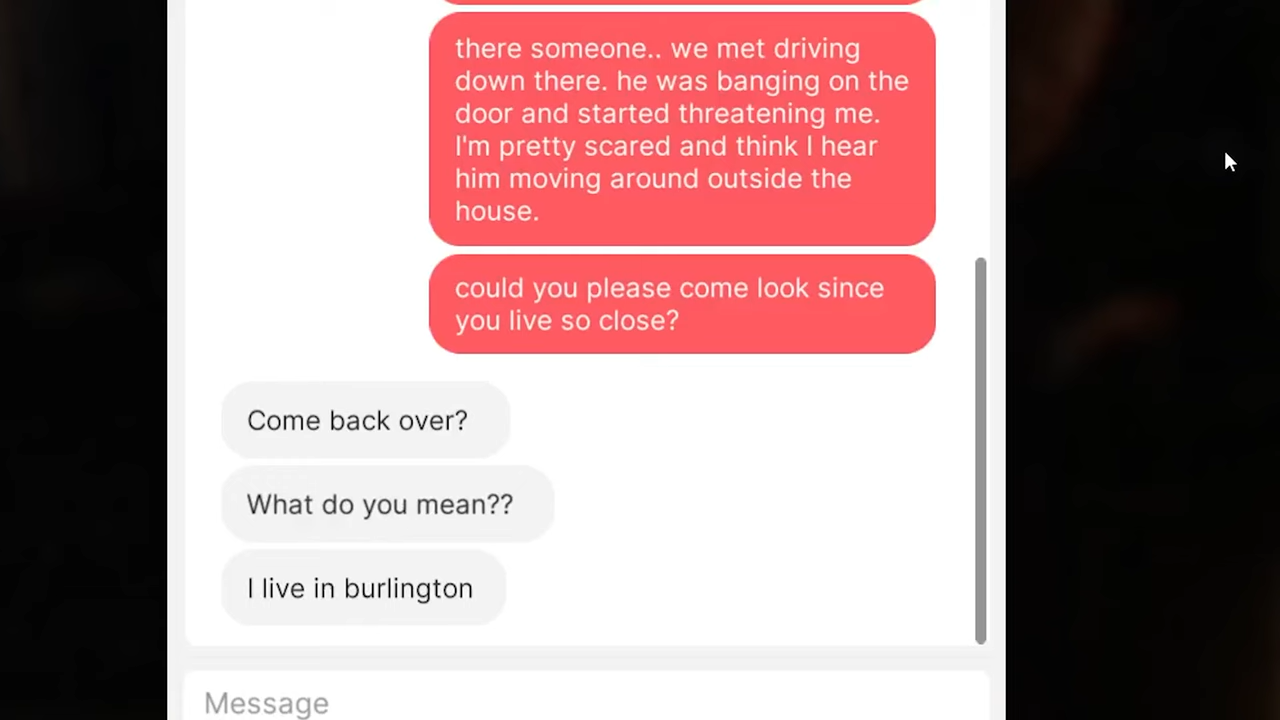 there someone.. we met driving
down there. he was banging on the
door and started threatening me.
I'm pretty scared and think I hear
him moving around outside the
house.
could you please come look since
you live so close?
Come back over?
What do you mean??
I live in burlington
Message